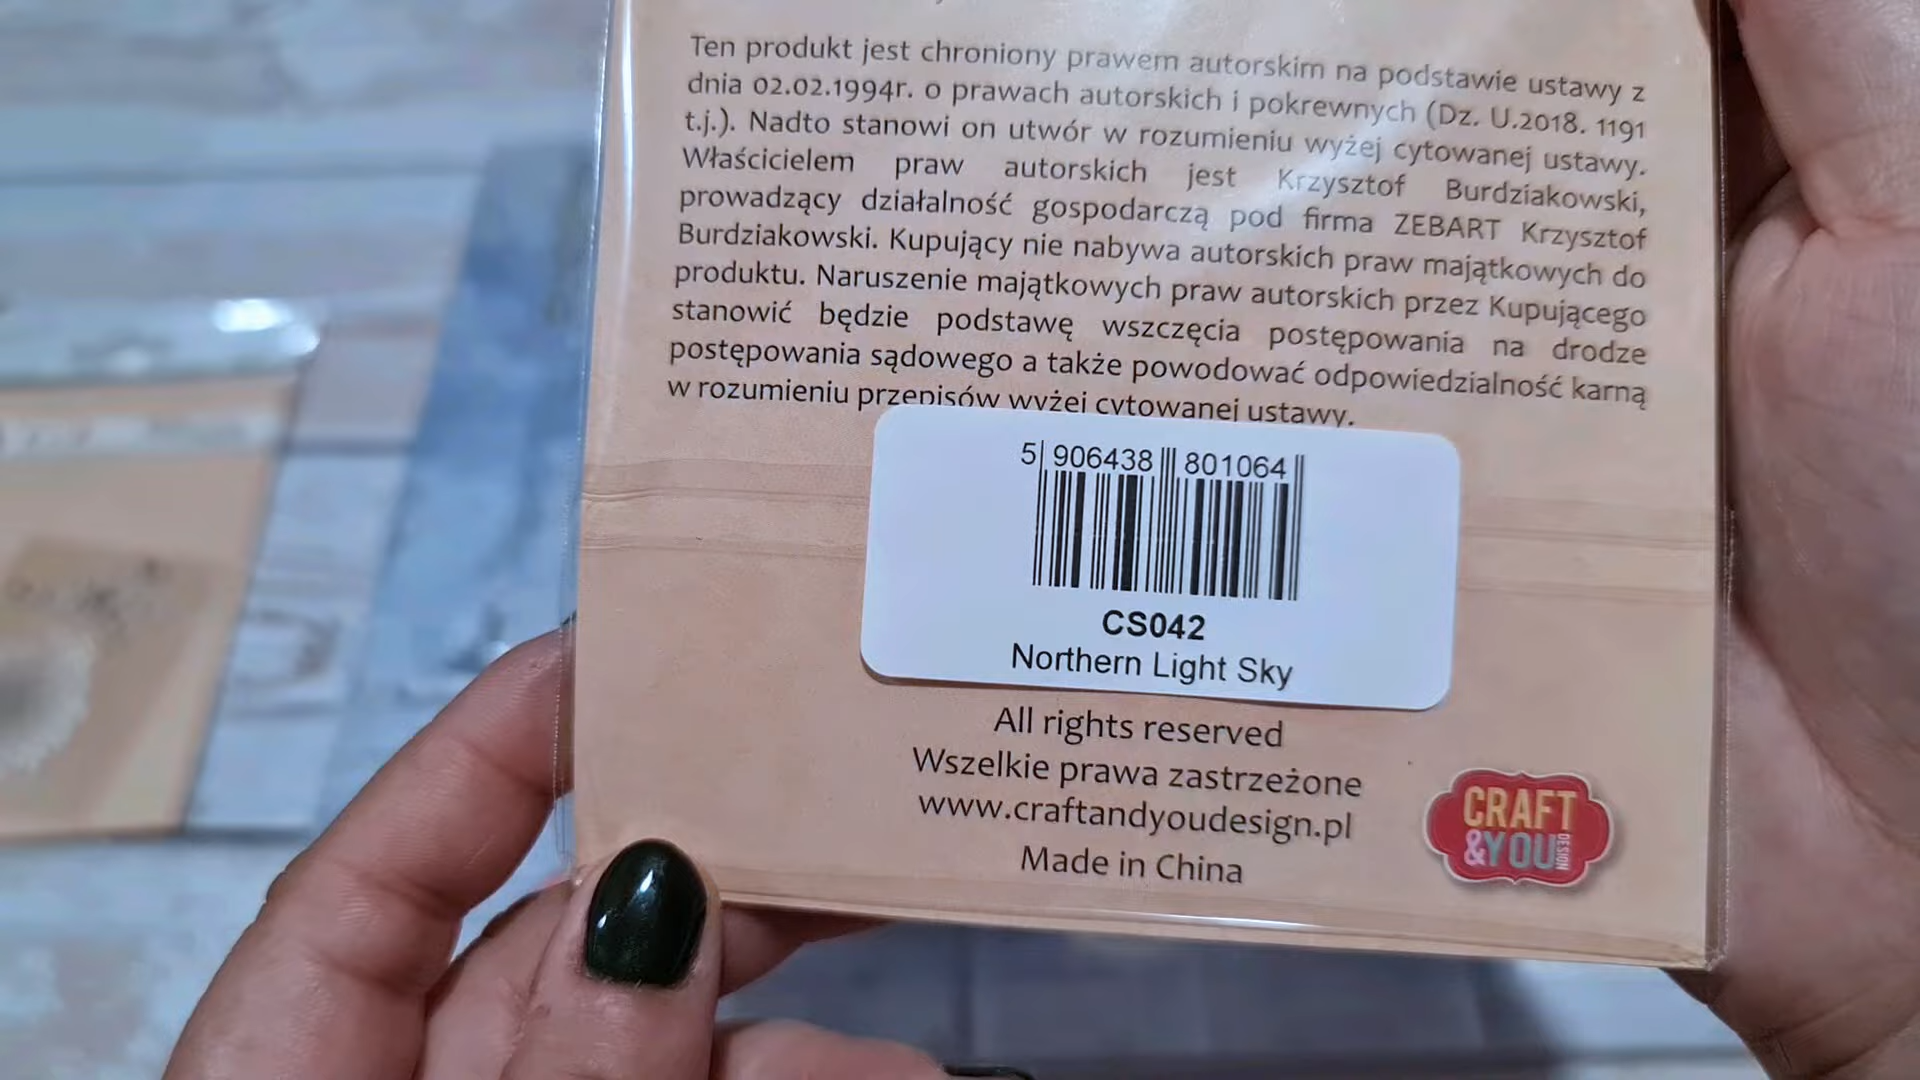 Ten produkt jest chroniony prawem autorskim na podstawie ustawy z
dnia 02.02.1994r. o prawach autorskich i pokrewnych (Dz. U.2018. 1191
t.j.). Nadto stanowi on utwór w rozumieniu wyżej cytowanej ustawy.
Właścicielem praw autorskich jest Krzysztof Burdziakowski,
prowadzący działalność gospodarczą pod firma ZEBART Krzysztof
Burdziakowski. Kupujący nie nabywa autorskich praw majątkowych do
produktu. Naruszenie majątkowych praw autorskich przez Kupującego
stanowić będzie podstawę wszczęcia postępowania na drodze
postępowania sądowego a także powodować odpowiedzialność karną
w rozumieniu przepisów wyżej cytowanej ustawy.
5 906438 801064
CS042
Northern Light Sky
All rights reserved
Wszelkie prawa zastrzeżone
www.craftandyoudesign.pl
Made in China
CRAFT
&YOU
DESIGN